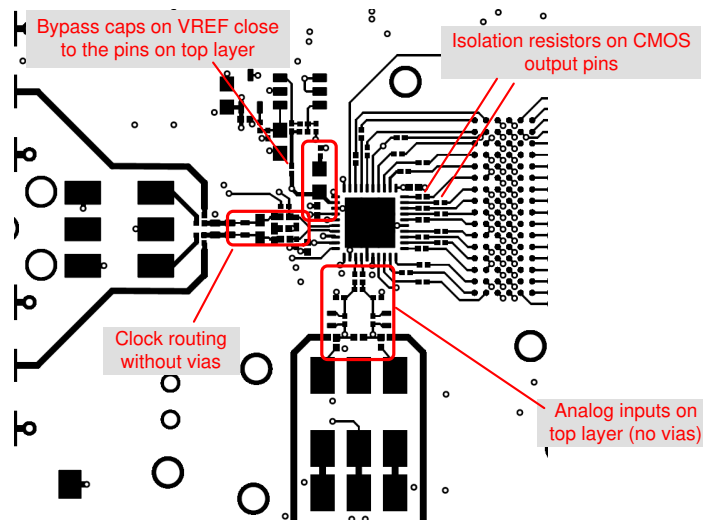 Bypass caps on VREF close
to the pins on top layer
Isolation resistors on CMOS
output pins
Clock routing
without vias
Analog inputs on
top layer (no vias)